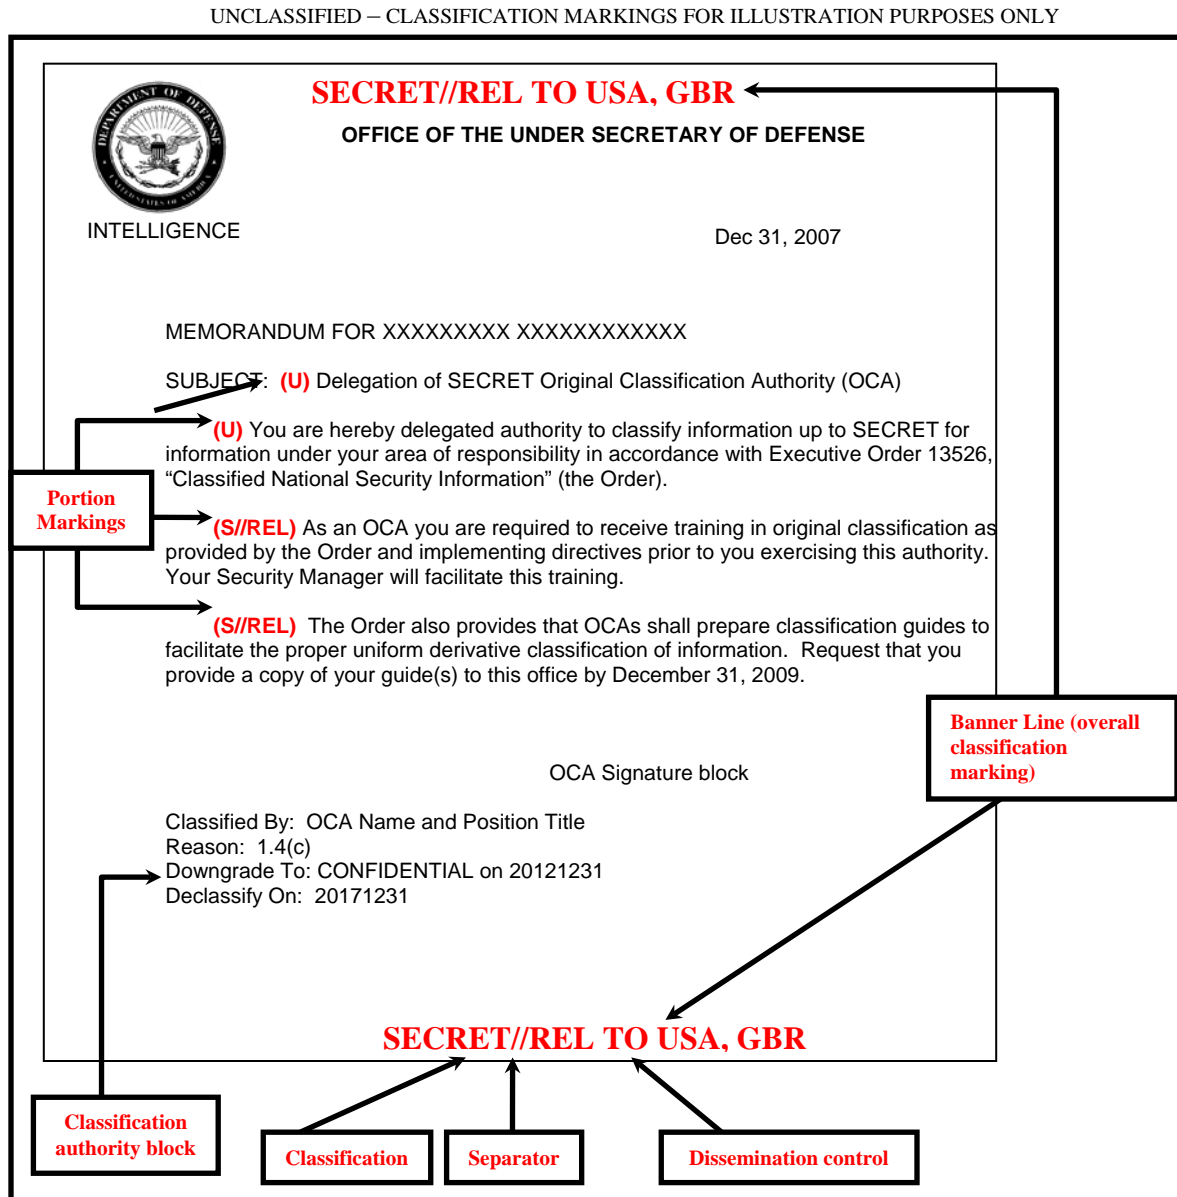 UNCLASSIFIED – CLASSIFICATION MARKINGS FOR ILLUSTRATION PURPOSES ONLY
SECRET//REL TO USA, GBR
OFFICE OF THE UNDER SECRETARY OF DEFENSE
DEPARTMENT OF DEFENSE
UNITED STATES OF AMERICA
INTELLIGENCE
Dec 31, 2007
MEMORANDUM FOR XXXXXXXXX XXXXXXXXXXXX
SUBJECT: (U) Delegation of SECRET Original Classification Authority (OCA)
(U) You are hereby delegated authority to classify information up to SECRET for
information under your area of responsibility in accordance with Executive Order 13526,
“Classified National Security Information” (the Order).
Portion
Markings
(S//REL) As an OCA you are required to receive training in original classification as
provided by the Order and implementing directives prior to you exercising this authority.
Your Security Manager will facilitate this training.
(S//REL) The Order also provides that OCAs shall prepare classification guides to
facilitate the proper uniform derivative classification of information. Request that you
provide a copy of your guide(s) to this office by December 31, 2009.
Banner Line (overall
classification
marking)
OCA Signature block
Classified By: OCA Name and Position Title
Reason: 1.4(c)
Downgrade To: CONFIDENTIAL on 20121231
Declassify On: 20171231
SECRET//REL TO USA, GBR
Classification
authority block
Classification
Separator
Dissemination control